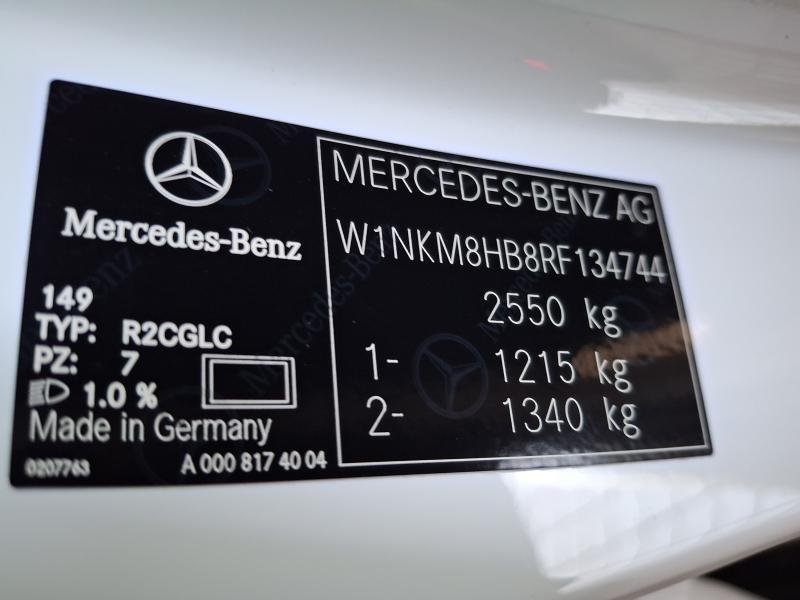 Mercedes-Benz
149
TYP: R2CGLC
PZ: 7
1.0 %
Made in Germany
0207763
A 000 817 40 04
MERCEDES-BENZ AG
W1NKM8HB8RF134744
2550 kg
1- 1215 kg
2- 1340 kg